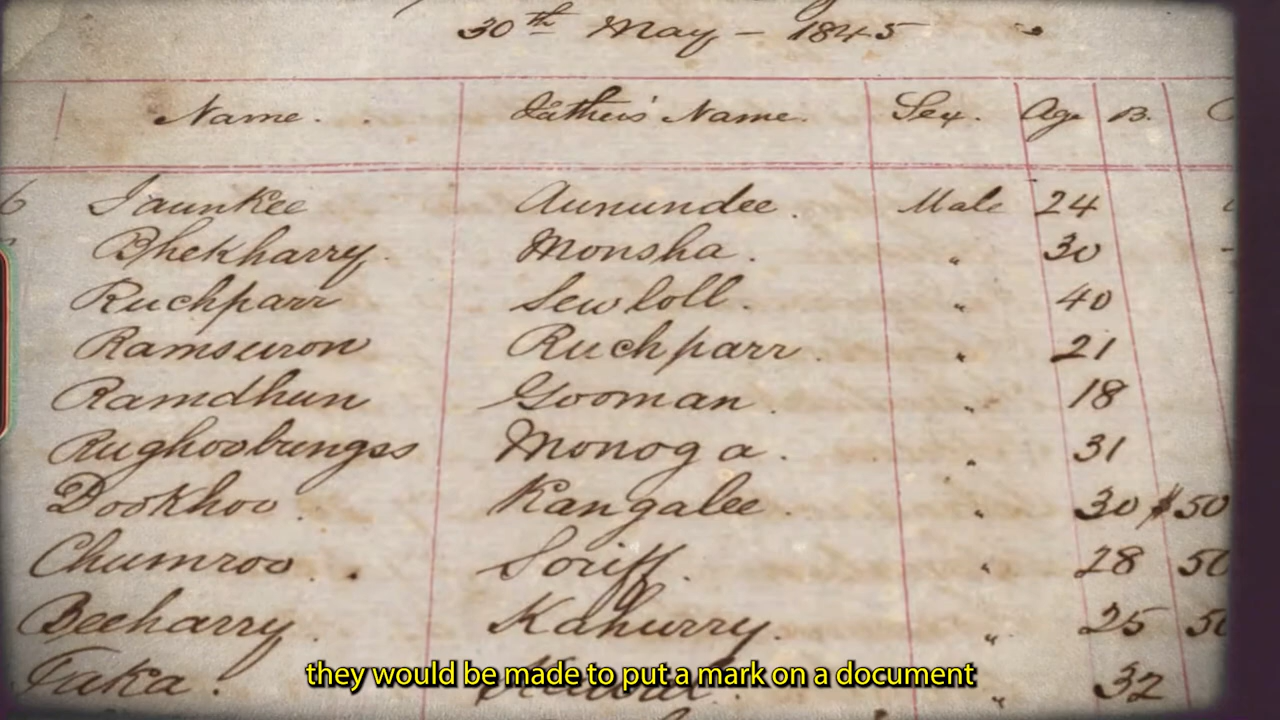 30th May - 1845
Name. Father's Name. Sex. Age B. C
6 Jaunkee Aunundee. Male 24
Bhekharry. Monsha. " 30
Ruchparr Sewloll. " 40
Ramsuron Ruchparr. " 21
Ramdhun Gooman. " 18
Rughoobungss Monoga. " 31
Dookhoo. Kangalee. " 30 $50
Chumroo. Soriff. " 28 50
Beeharry. Kahurry. " 25 50
Faka. " 32
they would be made to put a mark on a document